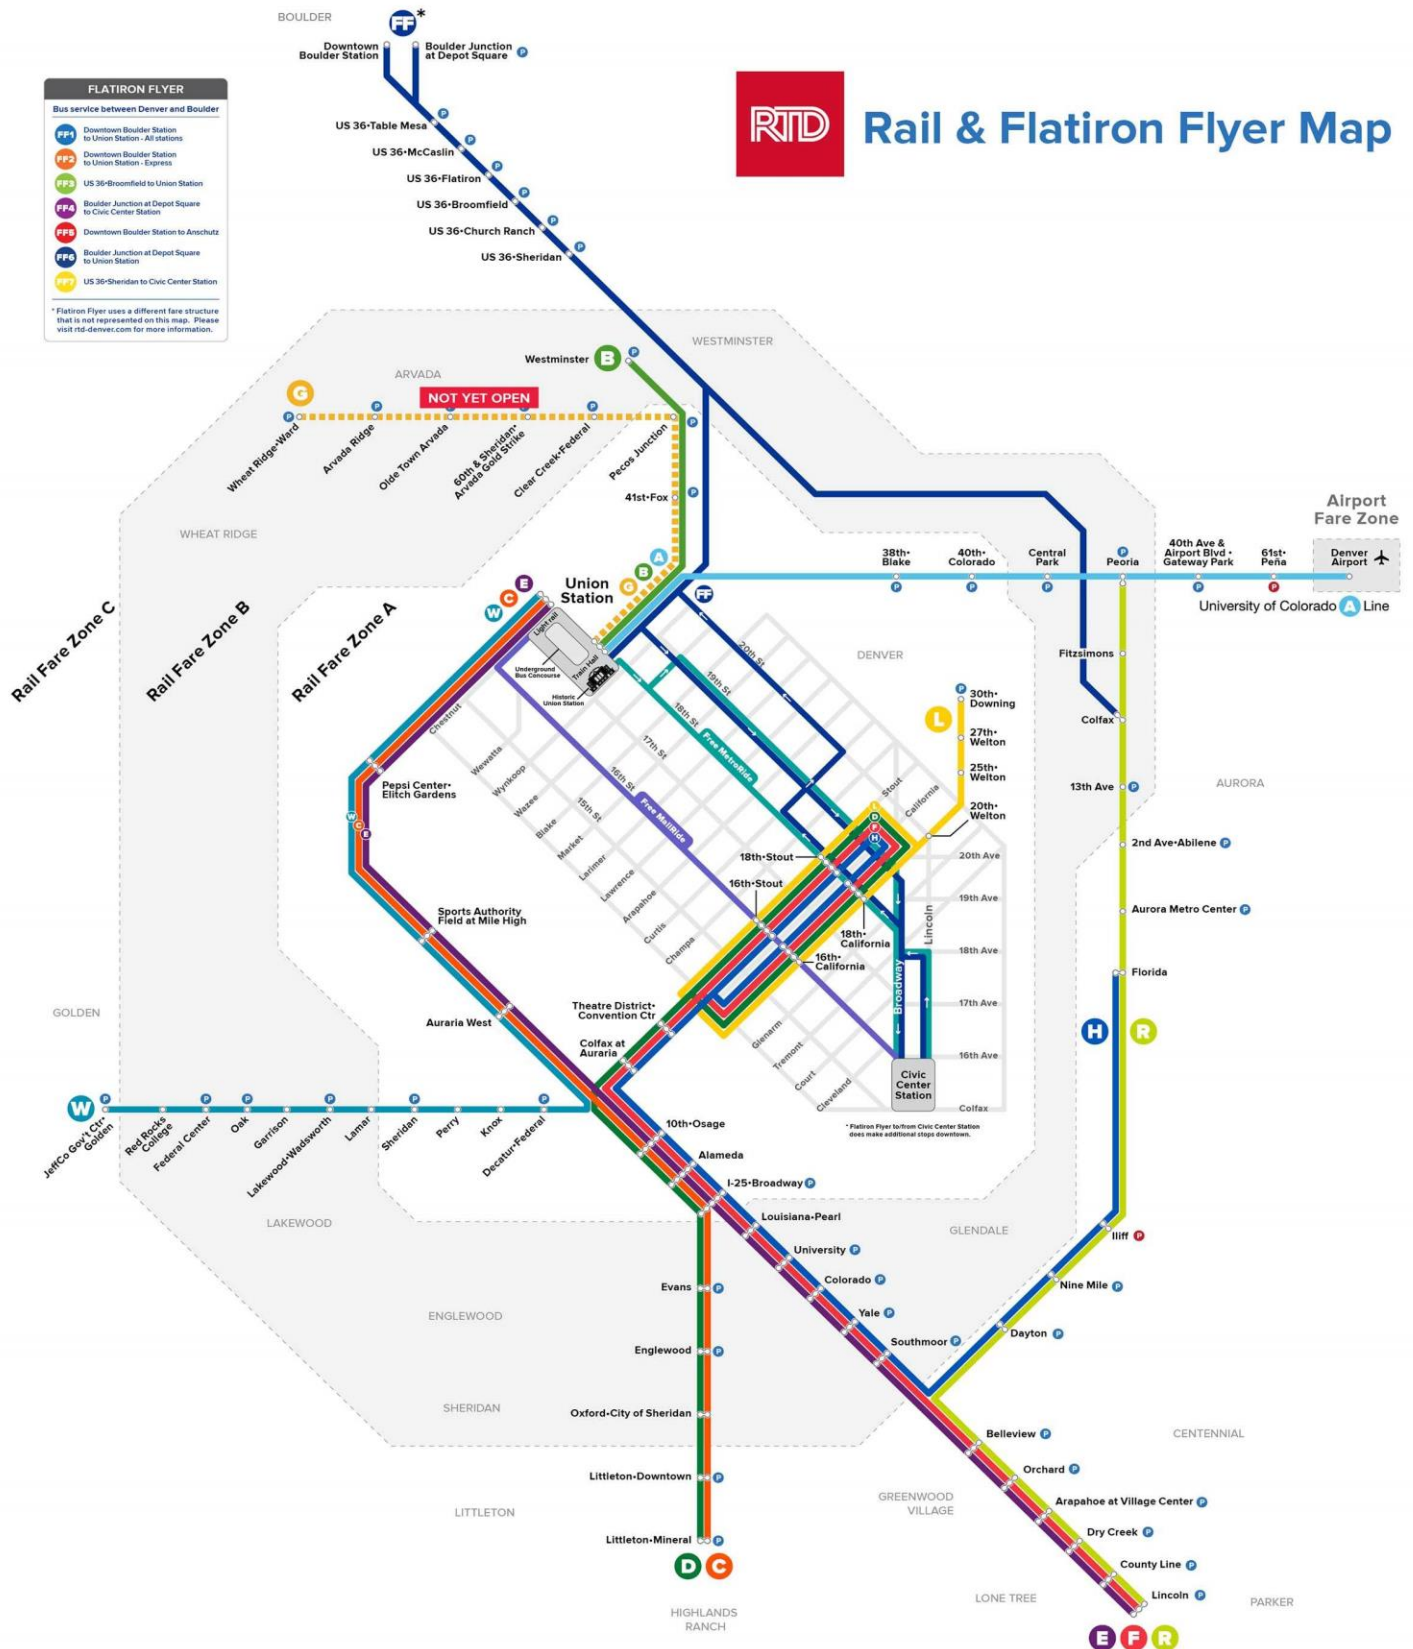 BOULDER
FF*
Downtown
Boulder Station
Boulder Junction
at Depot Square
P
FLATIRON FLYER
Bus service between Denver and Boulder
FF1 Downtown Boulder Station
to Union Station - All stations
FF2 Downtown Boulder Station
to Union Station - Express
FF3 US 36•Broomfield to Union Station
FF4 Boulder Junction at Depot Square
to Civic Center Station
FF5 Downtown Boulder Station to Anschutz
FF6 Boulder Junction at Depot Square
to Union Station
FF7 US 36•Sheridan to Civic Center Station
* Flatiron Flyer uses a different fare structure
that is not represented on this map. Please
visit rtd-denver.com for more information.
RTD
Rail & Flatiron Flyer Map
US 36•Table Mesa P
US 36•McCaslin P
US 36•Flatiron P
US 36•Broomfield P
US 36•Church Ranch P
US 36•Sheridan P
WESTMINSTER
Westminster B P
ARVADA
G
NOT YET OPEN
P
Wheat Ridge•Ward
P
Arvada Ridge
P
Olde Town Arvada
P
60th & Sheridan•
Arvada Gold Strike
P
Clear Creek•Federal
Pecos Junction P
41st•Fox P
WHEAT RIDGE
Airport
Fare Zone
Denver
Airport
38th•
Blake
P
40th•
Colorado
P
Central
Park
P
P
Peoria
40th Ave &
Airport Blvd •
Gateway Park
P
61st•
Peña
P
University of Colorado A Line
Rail Fare Zone C
Rail Fare Zone B
Rail Fare Zone A
G
B
A
FF
W
C
E
Union
Station
Light rail
Underground
Bus Concourse
Train Hall
Historic
Union Station
DENVER
20th St
19th St
18th St
17th St
16th St
15th St
Free MetroRide
Free MallRide
Chestnut
Wewatta
Wynkoop
Wazee
Blake
Market
Larimer
Lawrence
Arapahoe
Curtis
Champa
Stout
California
Glenarm
Tremont
Court
Cleveland
L
P
30th•
Downing
27th•
Welton
25th•
Welton
20th•
Welton
20th Ave
19th Ave
18th Ave
17th Ave
16th Ave
Colfax
Lincoln
Broadway
L
D
F
H
18th•Stout
16th•Stout
18th•
California
16th•
California
Civic
Center
Station
* Flatiron Flyer to/from Civic Center Station
does make additional stops downtown.
Fitzsimons
Colfax
13th Ave P
AURORA
2nd Ave•Abilene P
Aurora Metro Center P
Florida
H
R
Iliff P
Nine Mile P
Dayton P
Pepsi Center•
Elitch Gardens
W
C
E
Sports Authority
Field at Mile High
Auraria West
Theatre District•
Convention Ctr
Colfax at
Auraria
GOLDEN
W
P
JeffCo Gov't Ctr•
Golden
Red Rocks
College
P
Federal Center
P
Oak
Garrison
P
Lakewood•Wadsworth
Lamar
P
Sheridan
Perry
Knox
P
Decatur•Federal
LAKEWOOD
10th•Osage
Alameda
I-25•Broadway P
Louisiana•Pearl
University P
Colorado P
Yale P
Southmoor P
GLENDALE
Evans P
ENGLEWOOD
Englewood P
SHERIDAN
Oxford•City of Sheridan
Littleton•Downtown P
LITTLETON
Littleton•Mineral P
D
C
HIGHLANDS
RANCH
Belleview P
CENTENNIAL
Orchard P
GREENWOOD
VILLAGE
Arapahoe at Village Center P
Dry Creek P
County Line P
Lincoln P
LONE TREE
PARKER
E
F
R